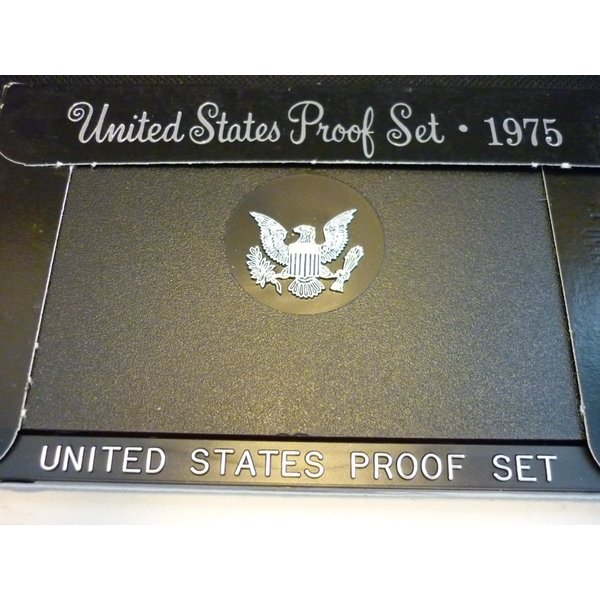 United States Proof Set · 1975
UNITED STATES PROOF SET